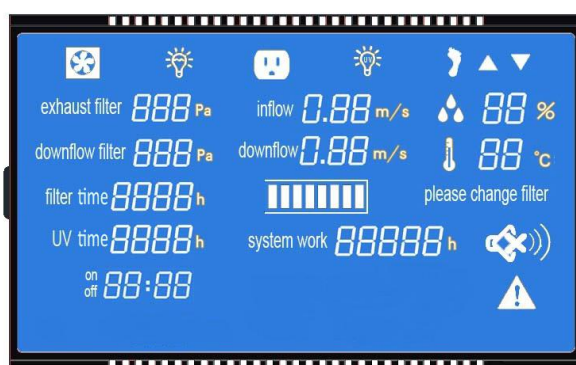 UV
exhaust filter 888 Pa inflow 0.88 m/s 88 %
downflow filter 888 Pa downflow 0.88 m/s 88 °C
filter time 8888 h please change filter
UV time 8888 h system work 88888 h
on
off 88:88